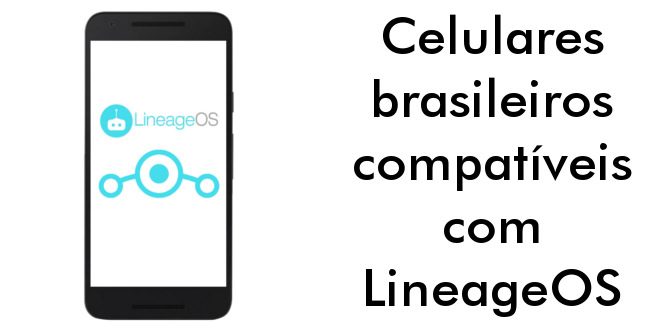 LineageOS
Celulares
brasileiros
compatíveis
com
LineageOS